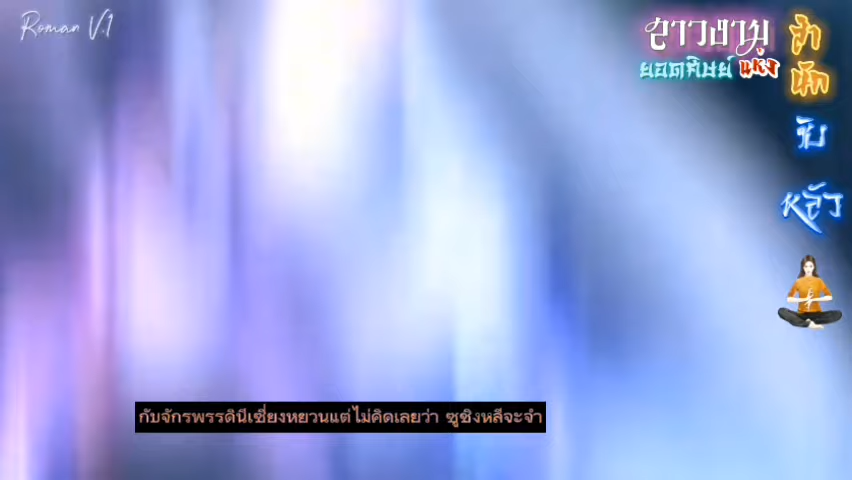 Roman V.1
สาวงาม
ยอดศิษย์ แห่ง
สำ
นัก
ชิง
หลัว
กับจักรพรรดินีเซี่ยงหยวนแต่ไม่คิดเลยว่า ซูชิงหลีจะจำ